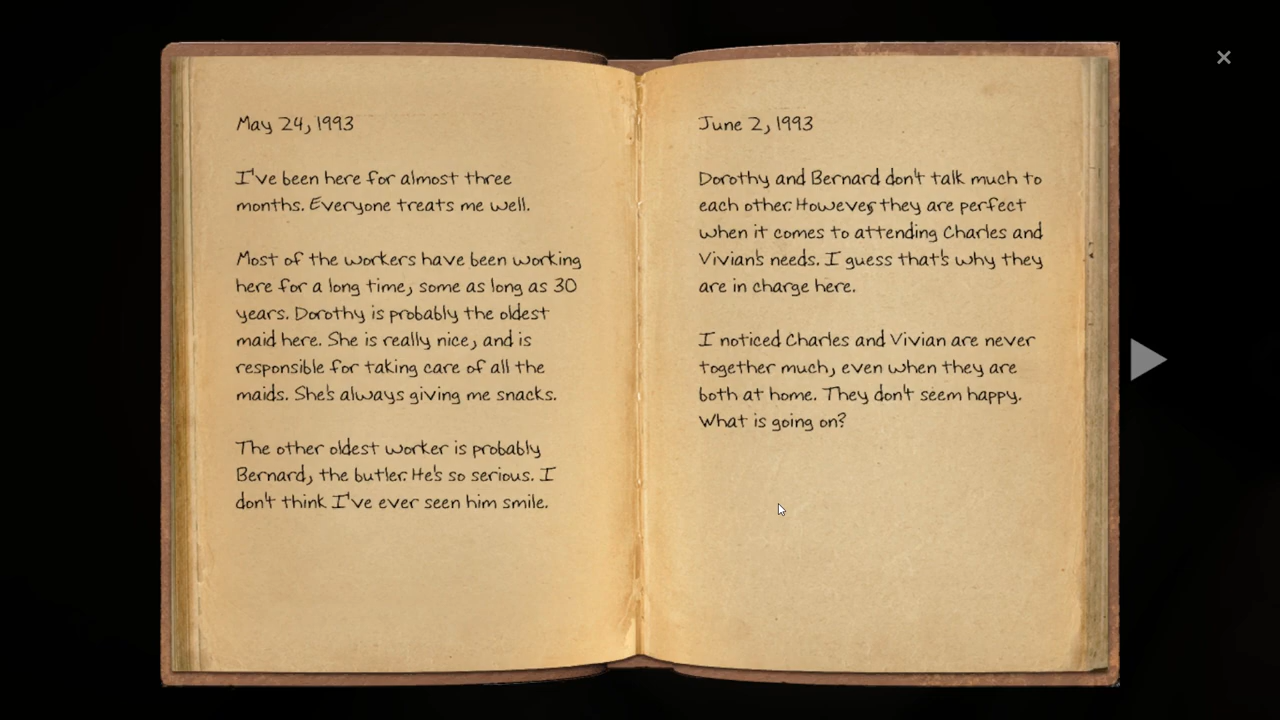 May 24, 1993
I've been here for almost three
months. Everyone treats me well.
Most of the workers have been working
here for a long time, some as long as 30
years. Dorothy is probably the oldest
maid here. She is really nice, and is
responsible for taking care of all the
maids. She's always giving me snacks.
The other oldest worker is probably
Bernard, the butler. He's so serious. I
don't think I've ever seen him smile.
June 2, 1993
Dorothy and Bernard don't talk much to
each other. However, they are perfect
when it comes to attending Charles and
Vivian's needs. I guess that's why they
are in charge here.
I noticed Charles and Vivian are never
together much, even when they are
both at home. They don't seem happy.
What is going on?